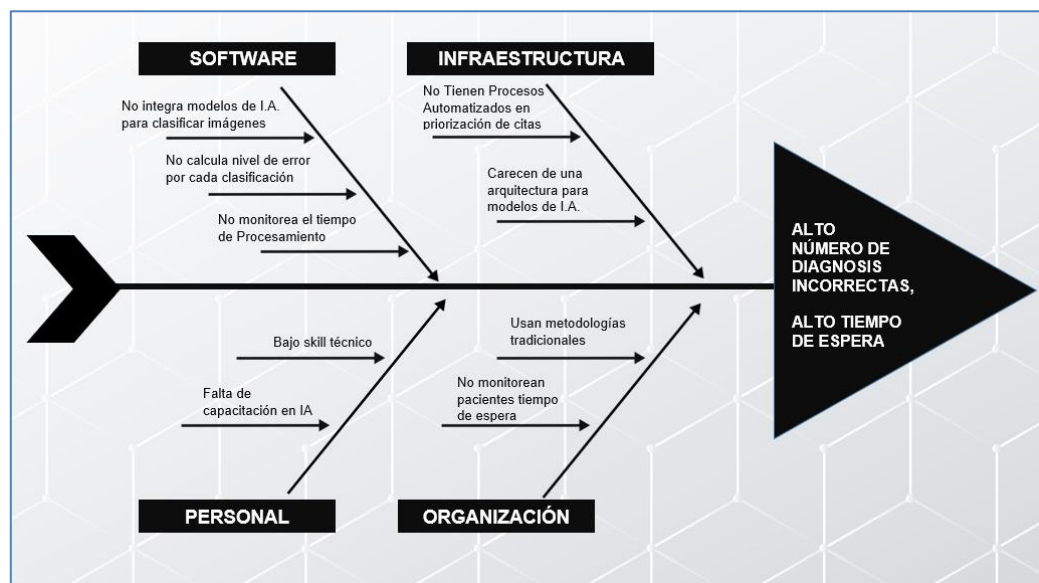 SOFTWARE
No integra modelos de I.A.
para clasificar imágenes
No calcula nivel de error
por cada clasificación
No monitorea el tiempo
de Procesamiento
INFRAESTRUCTURA
No Tienen Procesos
Automatizados en
priorización de citas
Carecen de una
arquitectura para
modelos de I.A.
ALTO
NÚMERO DE
DIAGNOSIS
INCORRECTAS,
ALTO TIEMPO
DE ESPERA
Bajo skill técnico
Falta de
capacitación en IA
PERSONAL
Usan metodologías
tradicionales
No monitorean
pacientes tiempo
de espera
ORGANIZACIÓN